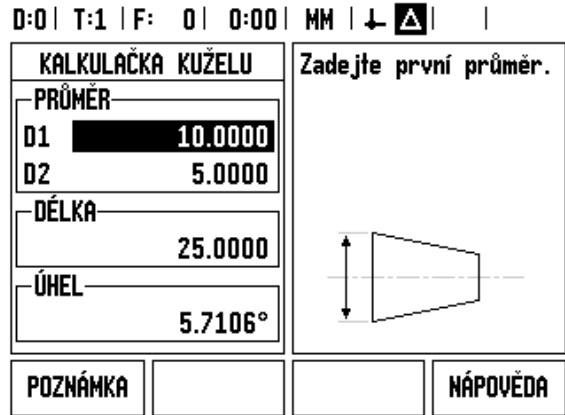 D:0 T:1 F: 0 0:00 MM
KALKULAČKA KUŽELU
PRŮMĚR
D1 10.0000
D2 5.0000
DÉLKA
25.0000
ÚHEL
5.7106°
Zadejte první průměr.
POZNÁMKA NÁPOVĚDA